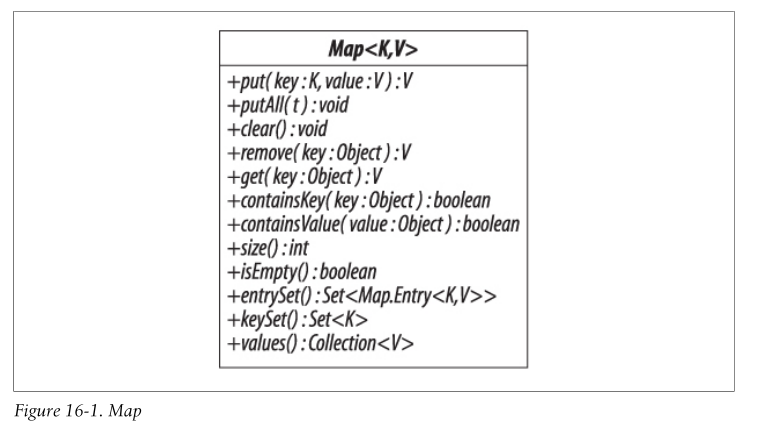 Map<K,V>
+put( key : K, value : V ) : V
+putAll( t ) : void
+clear() : void
+remove( key : Object ) : V
+get( key : Object ) : V
+containsKey( key : Object ) : boolean
+containsValue( value : Object ) : boolean
+size() : int
+isEmpty() : boolean
+entrySet() : Set<Map.Entry<K,V>>
+keySet() : Set<K>
+values() : Collection<V>
Figure 16-1. Map